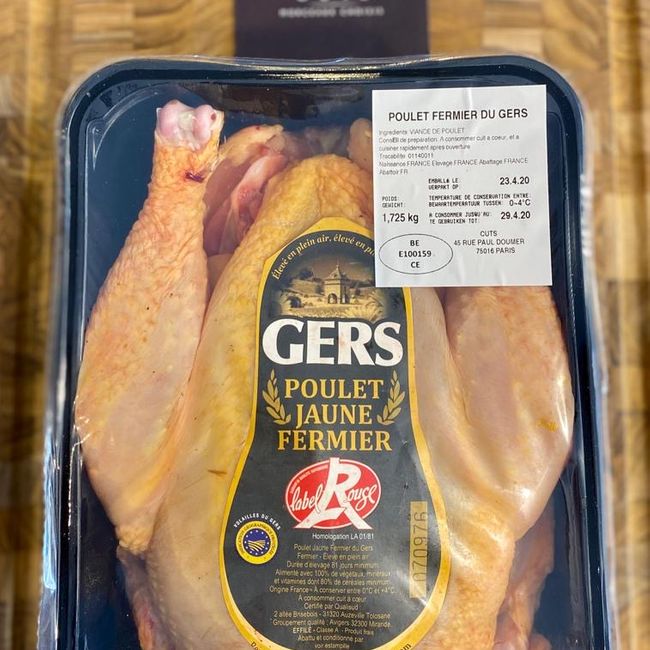 POULET FERMIER DU GERS
Ingredients: VIANDE DE POULET
Conseil de preparation: A consommer cuit a coeur, et a
cuisiner rapidement apres ouverture
Tracabilite: 01140011
Naissance FRANCE Elevage FRANCE Abattage FRANCE
Abattoir FR
EMBALLE LE: 23.4.20
VERPAKT OP
POIDS: TEMPERATURE DE CONSERVATION ENTRE
GEWICHT: BEWAARTEMPERATUUR TUSSEN: 0-4°C
1,725 kg A CONSOMMER JUSQU'AU: 29.4.20
TE GEBRUIKEN TOT:
BE
E100159
CE
CUTS
45 RUE PAUL DOUMER
75016 PARIS
Élevé en plein air, élevé en
GERS
POULET
JAUNE
FERMIER
label Rouge
Homologation LA 01/81
VOLAILLES DU GERS
070976
Poulet Jaune Fermier du Gers
Fermier - Élevé en plein air
Durée d'élevage 81 jours minimum
Alimenté avec 100% de végétaux, minéraux
et vitamines dont 80% de céréales minimum
Origine France - À conserver entre 0°C et +4°C
À consommer cuit à cœur
Certifié par Qualisud
2 allée Brisebois - 31320 Auzeville Tolosane
Groupement qualité : Avigers 32300 Mirande
EFFILÉ - Classe A - Produit frais
Abattu et conditionné par
voir estampille